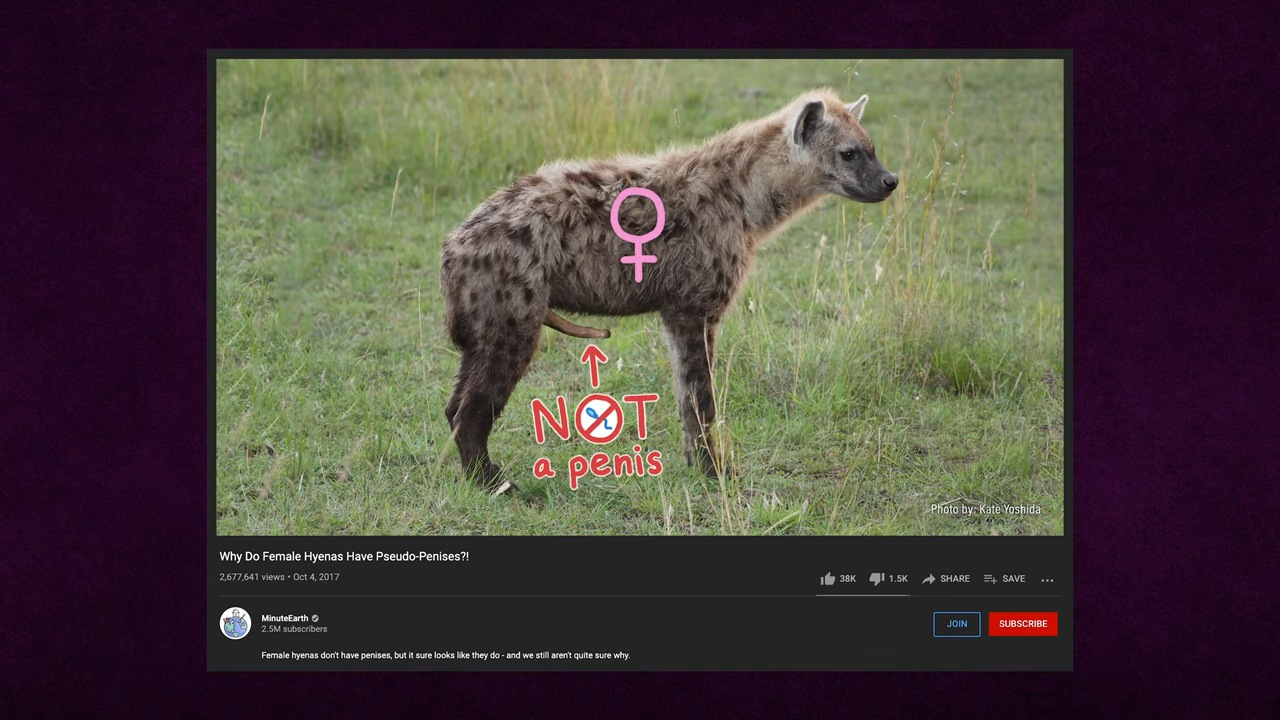 NOT
a penis
Photo by: Kate Yoshida
Why Do Female Hyenas Have Pseudo-Penises?!
2,677,641 views • Oct 4, 2017
38K 1.5K SHARE SAVE ...
MinuteEarth
2.5M subscribers
JOIN SUBSCRIBE
Female hyenas don't have penises, but it sure looks like they do - and we still aren't quite sure why.